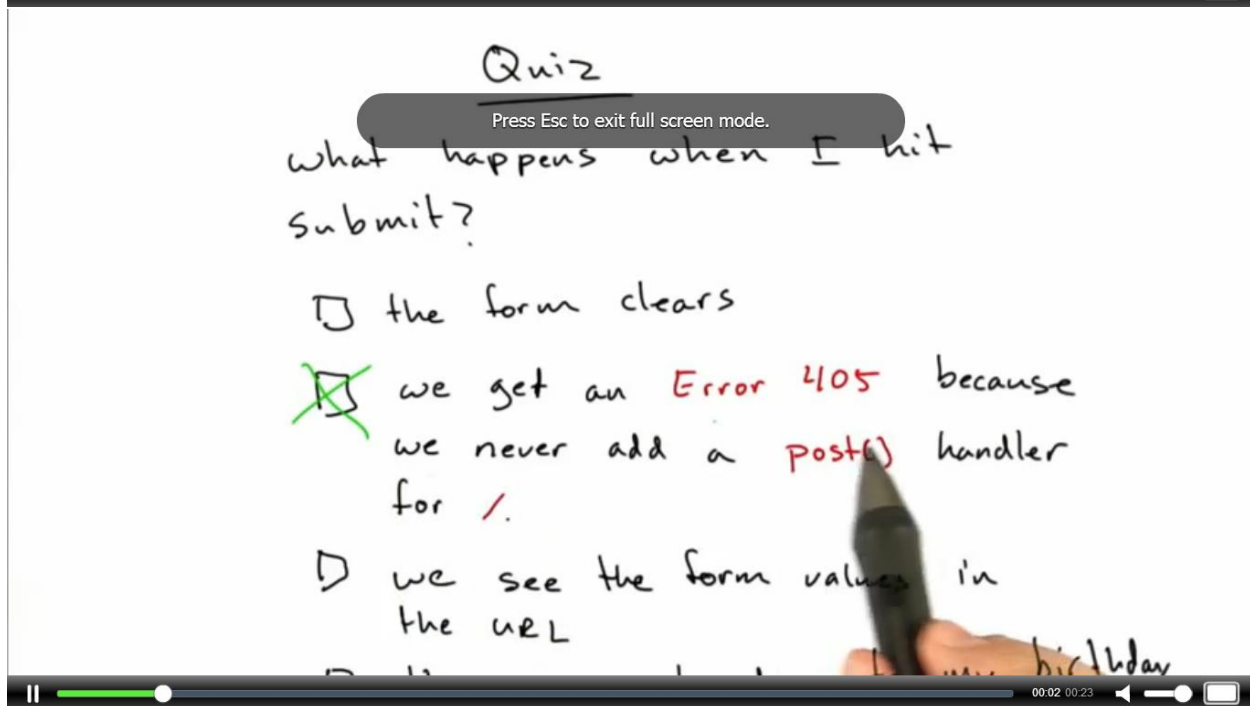 Quiz
Press Esc to exit full screen mode.
what happens when I hit
submit?
the form clears
we get an Error 405 because
we never add a post() handler
for /.
we see the form values in
the URL
my birthday
00:02 00:23